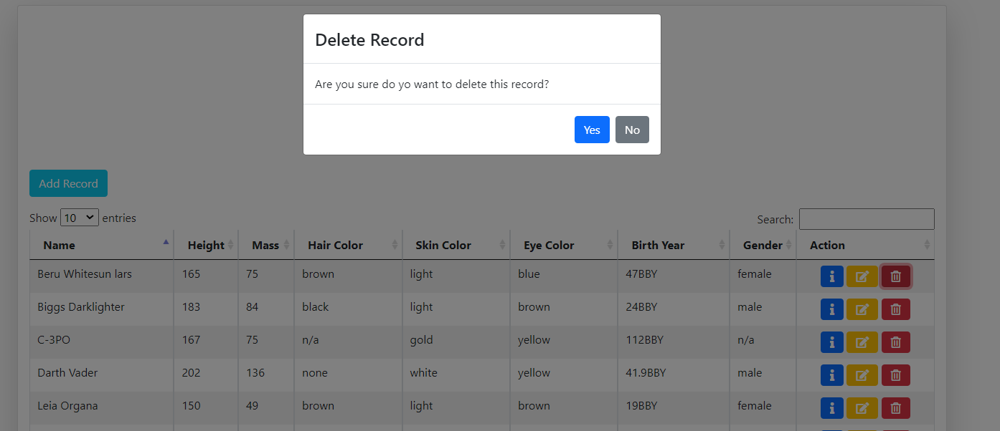 Delete Record
Are you sure do yo want to delete this record?
Yes No
Add Record
Show 10 entries Search:
Name Height Mass Hair Color Skin Color Eye Color Birth Year Gender Action
Beru Whitesun lars 165 75 brown light blue 47BBY female
Biggs Darklighter 183 84 black light brown 24BBY male
C-3PO 167 75 n/a gold yellow 112BBY n/a
Darth Vader 202 136 none white yellow 41.9BBY male
Leia Organa 150 49 brown light brown 19BBY female